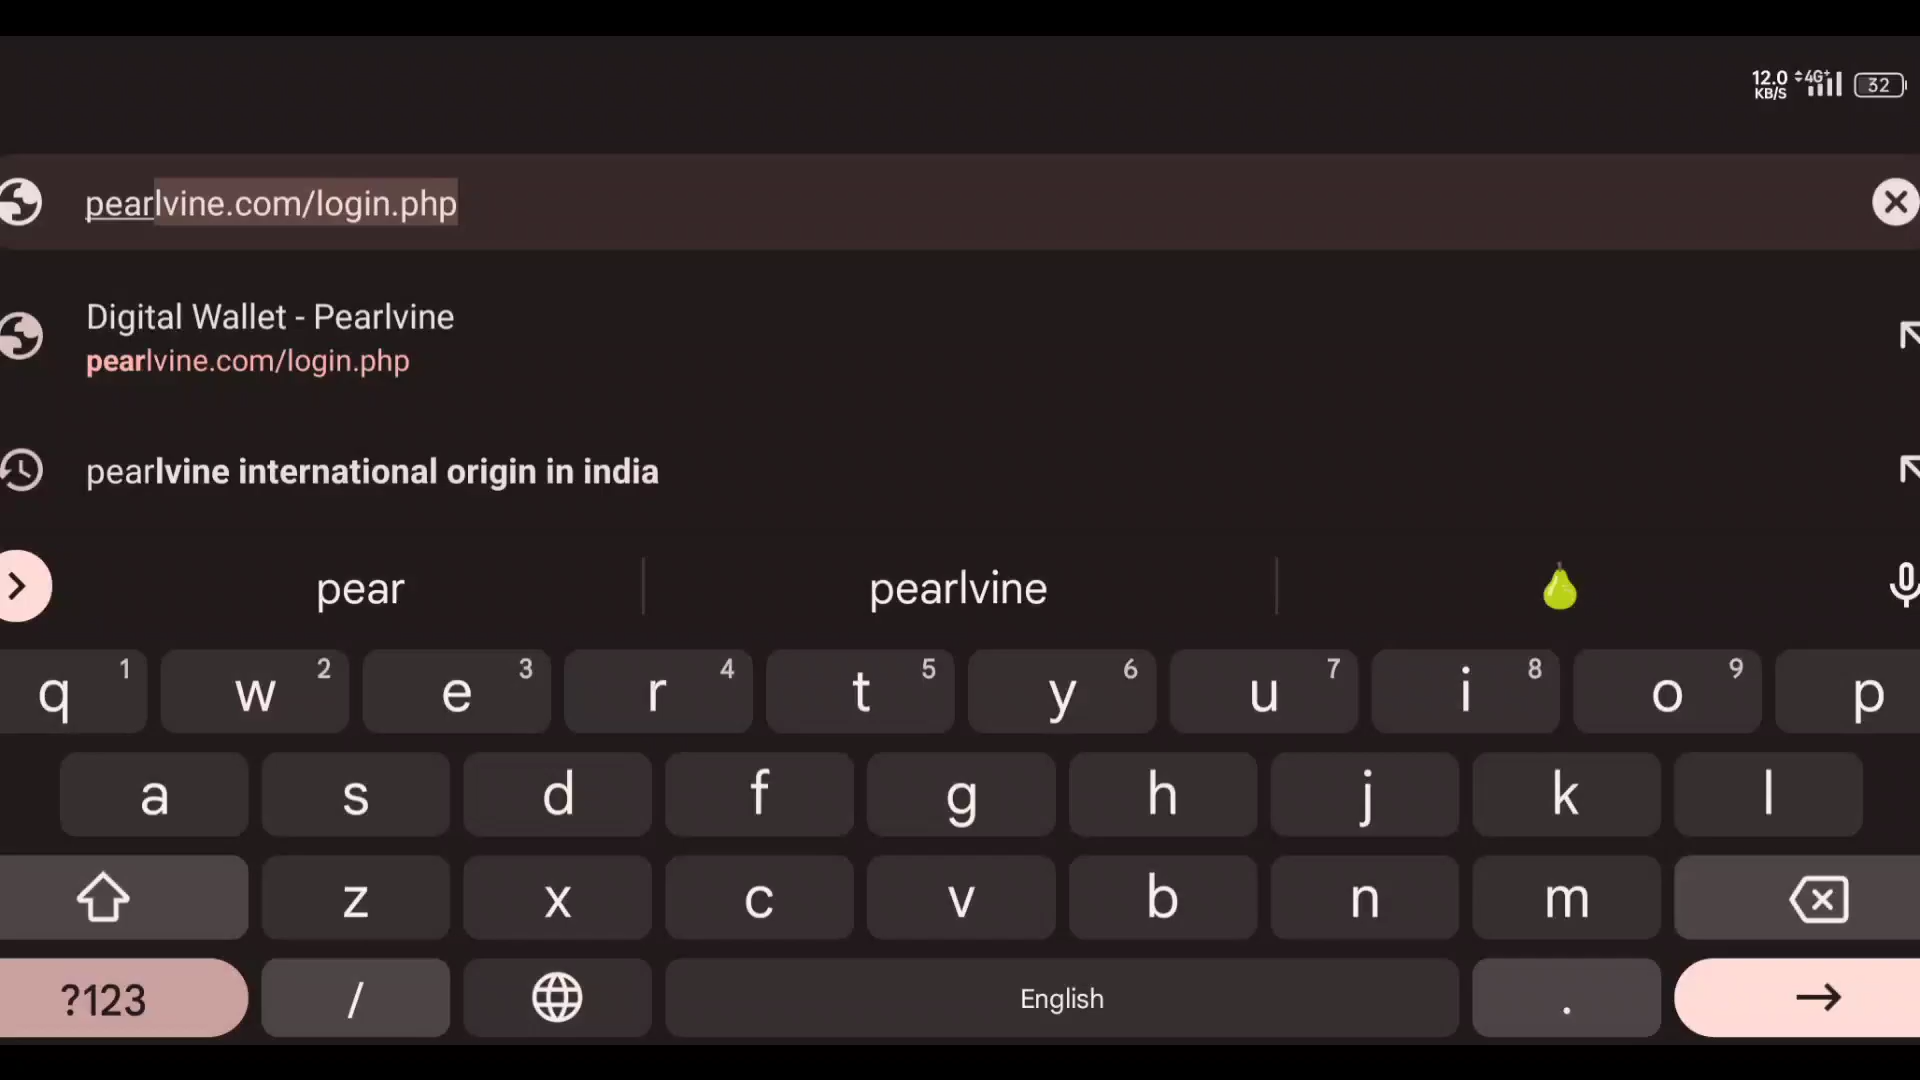 12.0
KB/S
4G+
32
pearlvine.com/login.php
Digital Wallet - Pearlvine
pearlvine.com/login.php
pearlvine international origin in india
pear pearlvine
q 1 w 2 e 3 r 4 t 5 y 6 u 7 i 8 o 9 p
a s d f g h j k l
z x c v b n m
?123 / English .